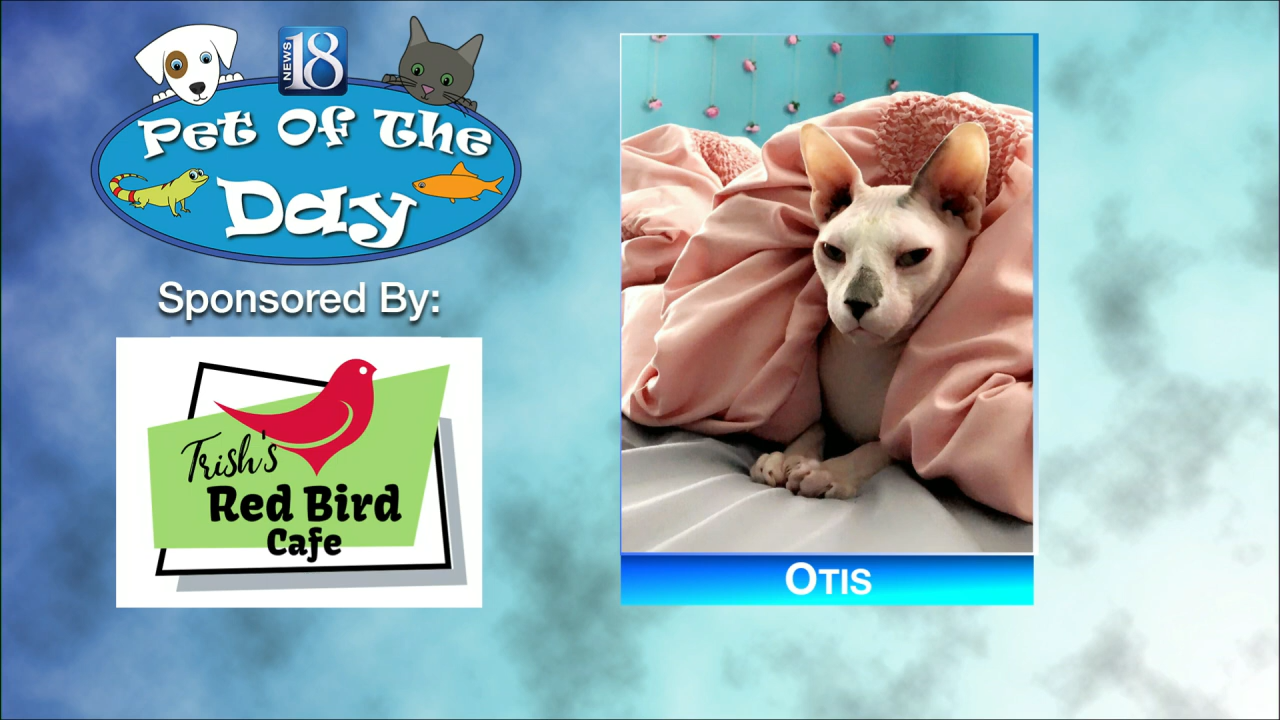 NEWS 18
Pet Of The
Day
Sponsored By:
Trish's
Red Bird
Cafe
OTIS